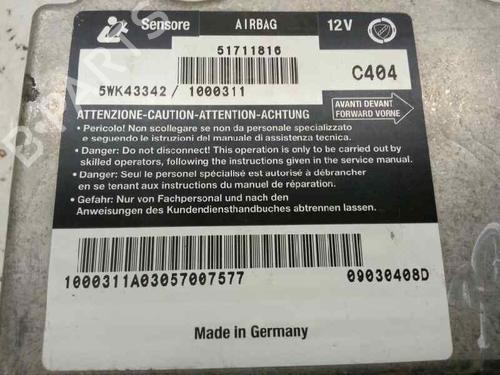 Sensore AIRBAG 12V
51711816
5WK43342 / 1000311 C404
ATTENZIONE-CAUTION-ATTENTION-ACHTUNG
AVANTI DEVANT
FORWARD VORNE
• Pericolo! Non scollegare se non da personale specializzato
e seguendo le istruzioni del manuale di assistenza tecnica.
• Danger: Do not disconnect! This operation is only to be carried out by
skilled operators, following the instructions given in the service manual.
• Danger: Seul le personnel spécialisé est autorisé à débrancher
en se tenant aux instructions du manuel de réparation.
• Gefahr: Nur von Fachpersonal und nach den
Anweisungen des Kundendiensthandbuches abtrennen lassen.
1000311A03057007577 09030408D
Made in Germany
B-PARTS